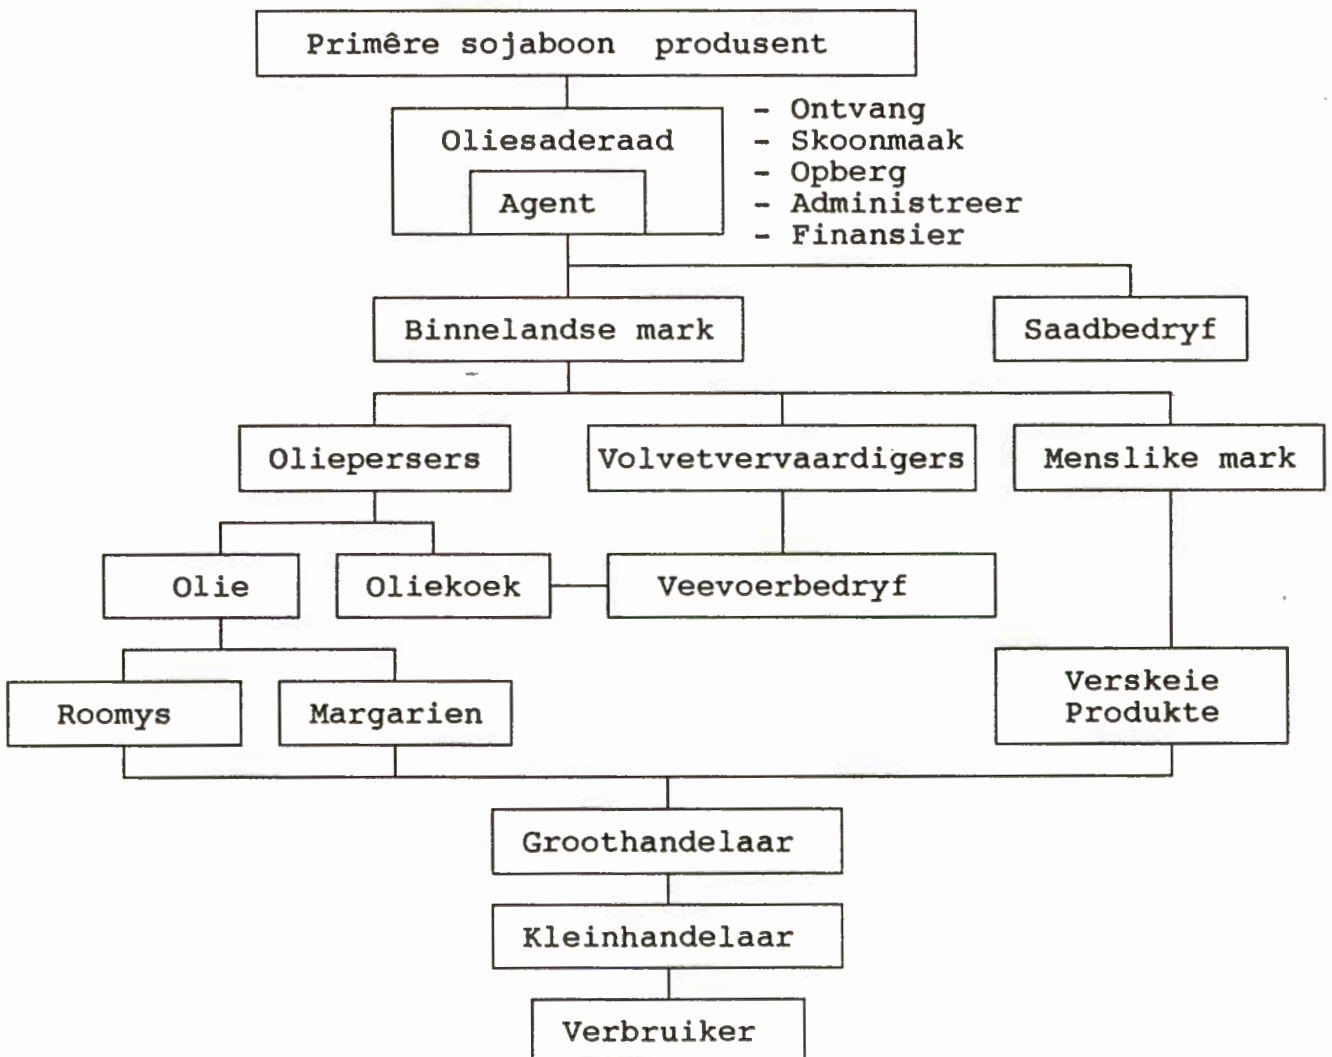 Primêre sojaboon produsent
Oliesaderaad
Agent
- Ontvang
- Skoonmaak
- Opberg
- Administreer
- Finansier
Binnelandse mark
Saadbedryf
Oliepersers
Volvetvervaardigers
Menslike mark
Olie
Oliekoek
Veevoerbedryf
Roomys
Margarien
Verskeie
Produkte
Groothandelaar
Kleinhandelaar
Verbruiker